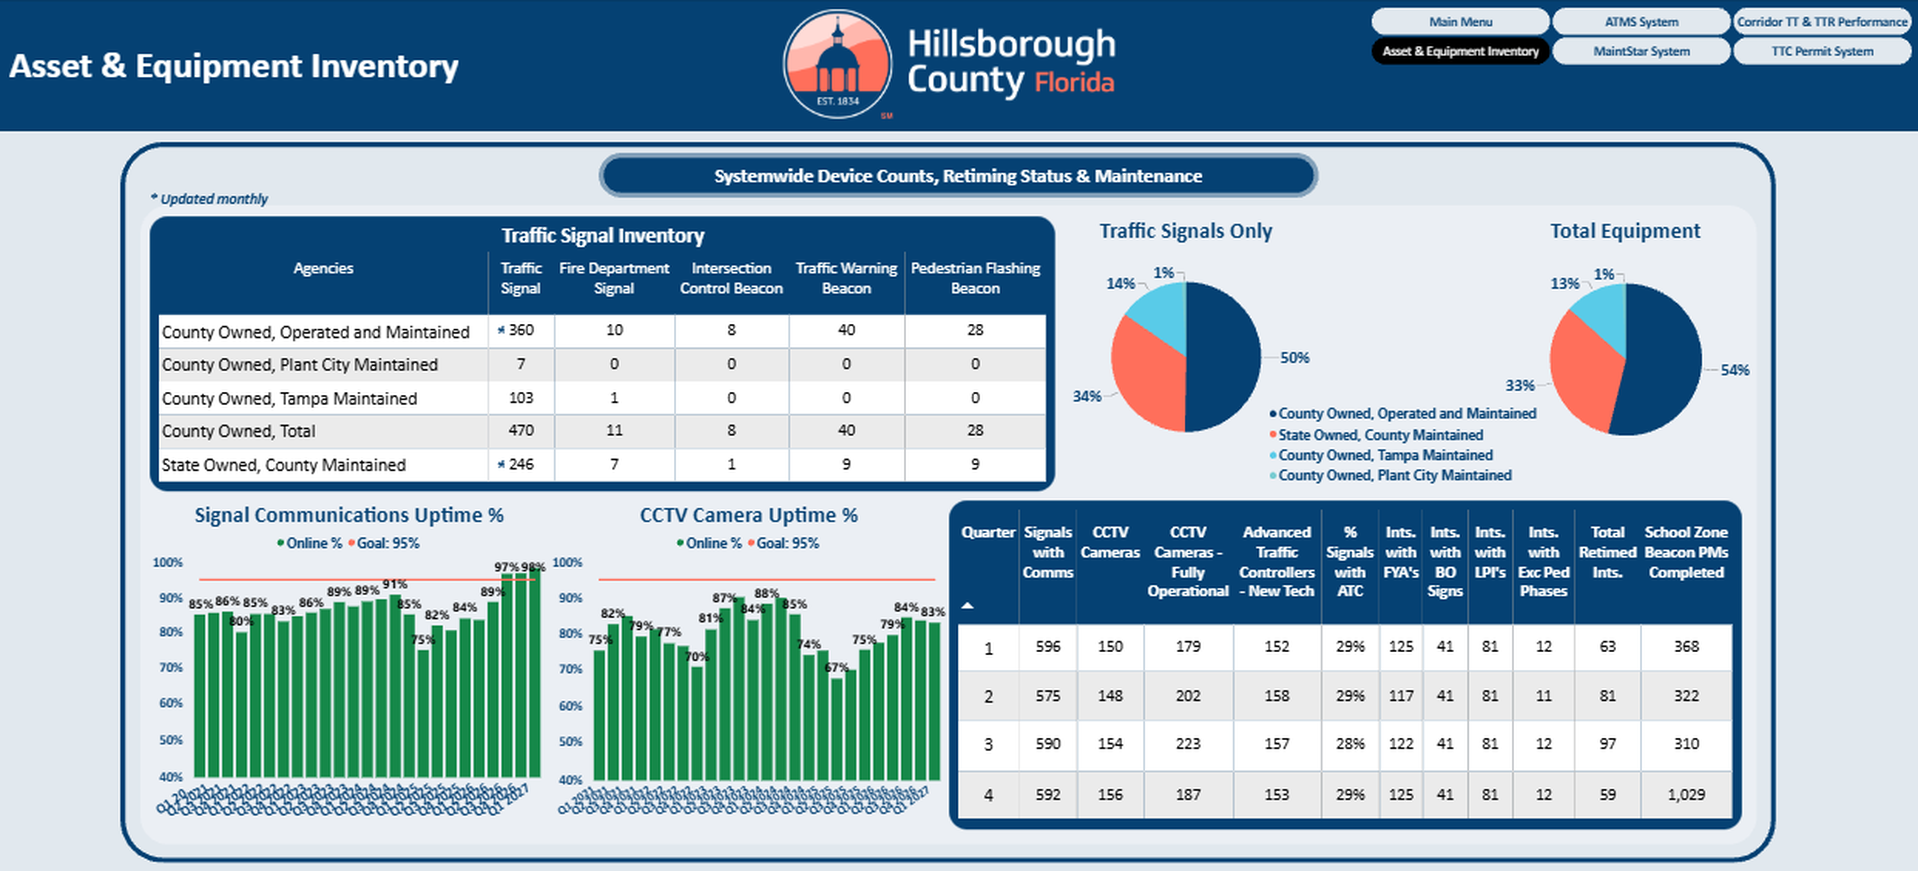 Asset & Equipment Inventory
Hillsborough
County Florida
EST. 1834
SM
Main Menu
ATMS System
Corridor TT & TTR Performance
Asset & Equipment Inventory
MaintStar System
TTC Permit System
Systemwide Device Counts, Retiming Status & Maintenance
* Updated monthly
Traffic Signal Inventory
Agencies Traffic Signal Fire Department Signal Intersection Control Beacon Traffic Warning Beacon Pedestrian Flashing Beacon
County Owned, Operated and Maintained * 360 10 8 40 28
County Owned, Plant City Maintained 7 0 0 0 0
County Owned, Tampa Maintained 103 1 0 0 0
County Owned, Total 470 11 8 40 28
State Owned, County Maintained * 246 7 1 9 9
Traffic Signals Only
1%
14%
50%
34%
Total Equipment
1%
13%
54%
33%
County Owned, Operated and Maintained
State Owned, County Maintained
County Owned, Tampa Maintained
County Owned, Plant City Maintained
Signal Communications Uptime %
Online % Goal: 95%
100%
90%
80%
70%
60%
50%
40%
85% 86% 80% 85% 83% 86% 89% 89% 91% 85% 75% 82% 84% 89% 97% 98%
CCTV Camera Uptime %
Online % Goal: 95%
100%
90%
80%
70%
60%
50%
40%
75% 82% 79% 77% 70% 81% 87% 84% 88% 85% 74% 67% 75% 79% 84% 83%
Quarter Signals with Comms CCTV Cameras CCTV Cameras - Fully Operational Advanced Traffic Controllers - New Tech % Signals with ATC Ints. with FYA's Ints. with BO Signs Ints. with LPI's Ints. with Exc Ped Phases Total Retimed Ints. School Zone Beacon PMs Completed
1 596 150 179 152 29% 125 41 81 12 63 368
2 575 148 202 158 29% 117 41 81 11 81 322
3 590 154 223 157 28% 122 41 81 12 97 310
4 592 156 187 153 29% 125 41 81 12 59 1,029